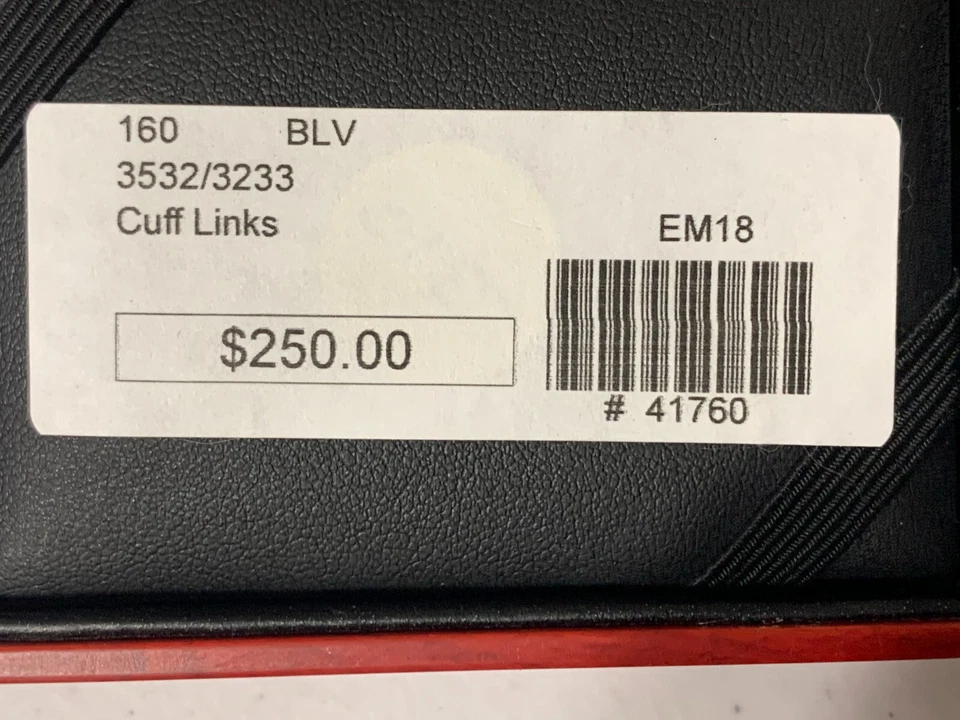 160 BLV
3532/3233
Cuff Links
EM18
$250.00
# 41760